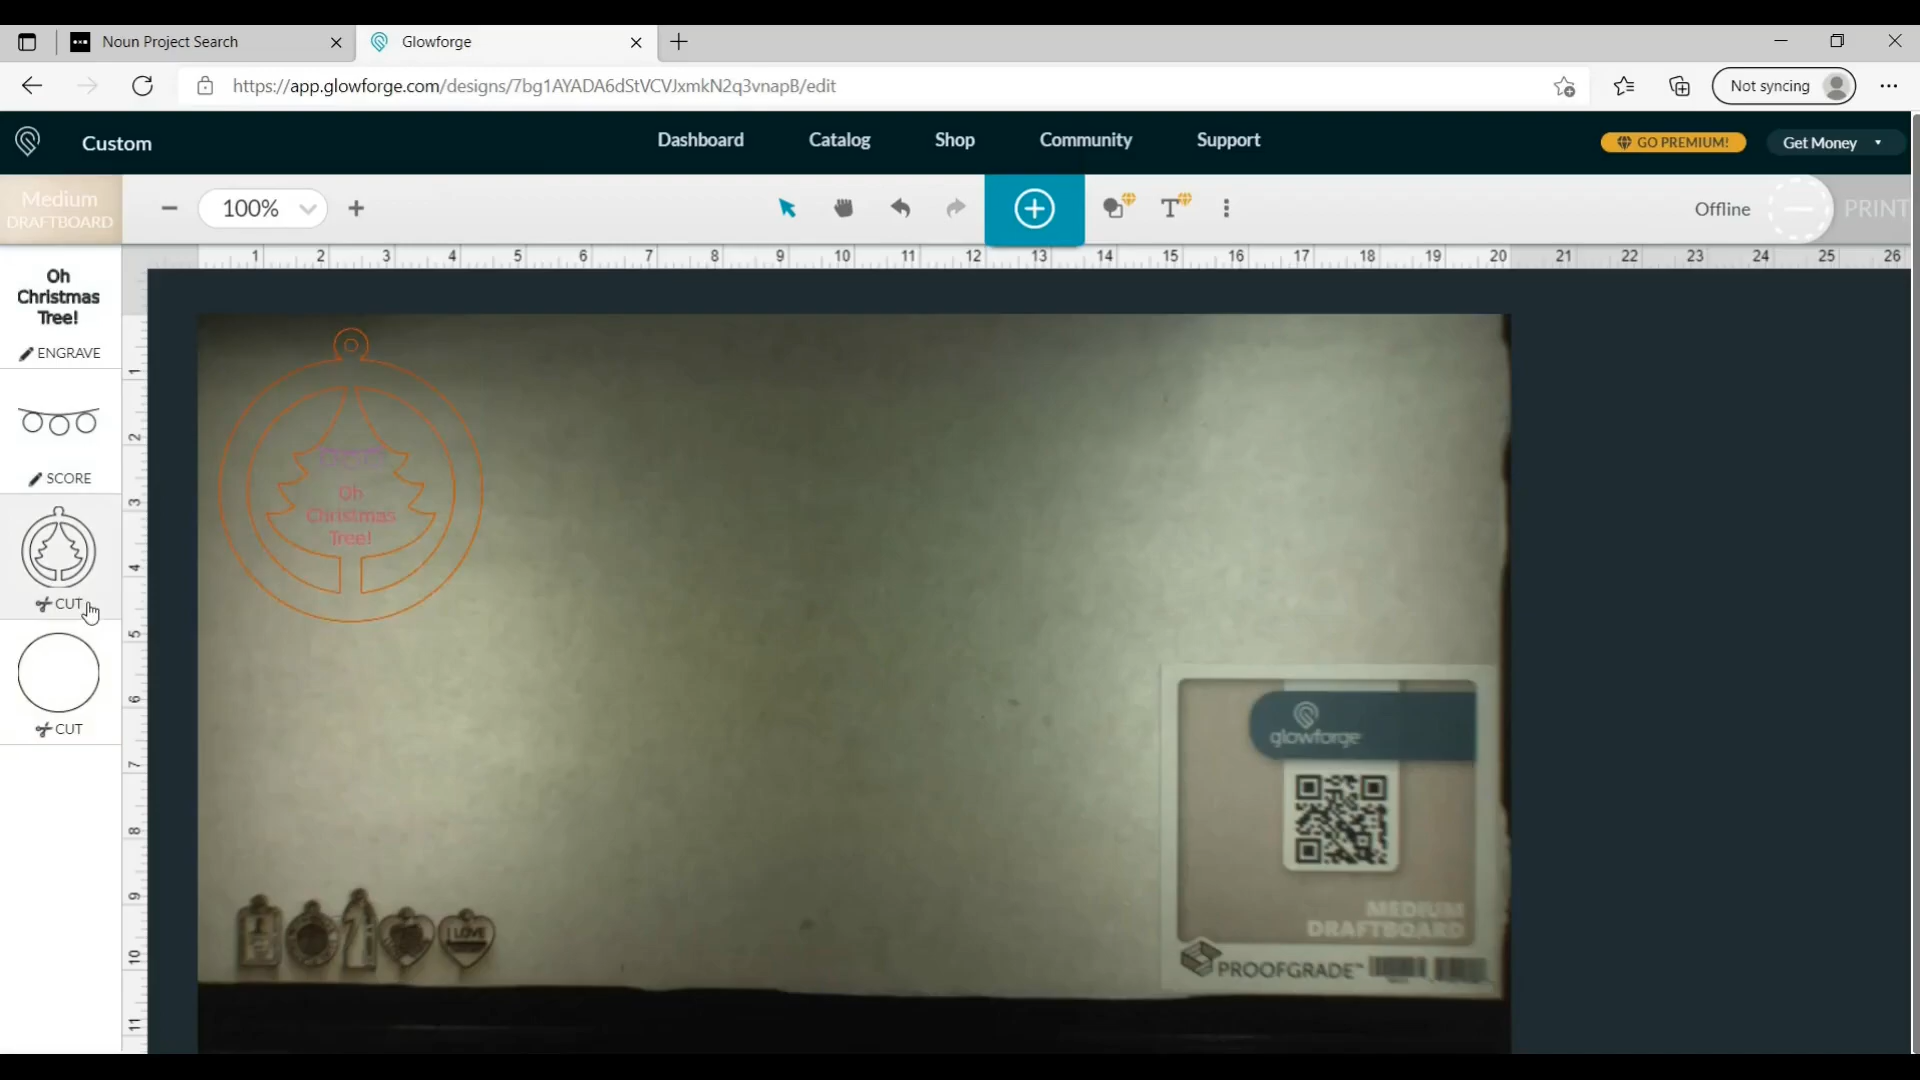 Noun Project Search
Glowforge
https://app.glowforge.com/designs/7bg1AYADA6dStVCVJxmkN2q3vnapB/edit
Not syncing
Custom
Dashboard
Catalog
Shop
Community
Support
GO PREMIUM!
Get Money
Medium
DRAFTBOARD
100%
T
Offline
PRINT
1 2 3 4 5 6 7 8 9 10 11 12 13 14 15 16 17 18 19 20 21 22 23 24 25 26
Oh
Christmas
Tree!
ENGRAVE
SCORE
CUT
CUT
1
2
3
4
5
6
7
8
9
10
11
Oh
Christmas
Tree!
I LOVE
glowforge
MEDIUM
DRAFTBOARD
PROOFGRADE™